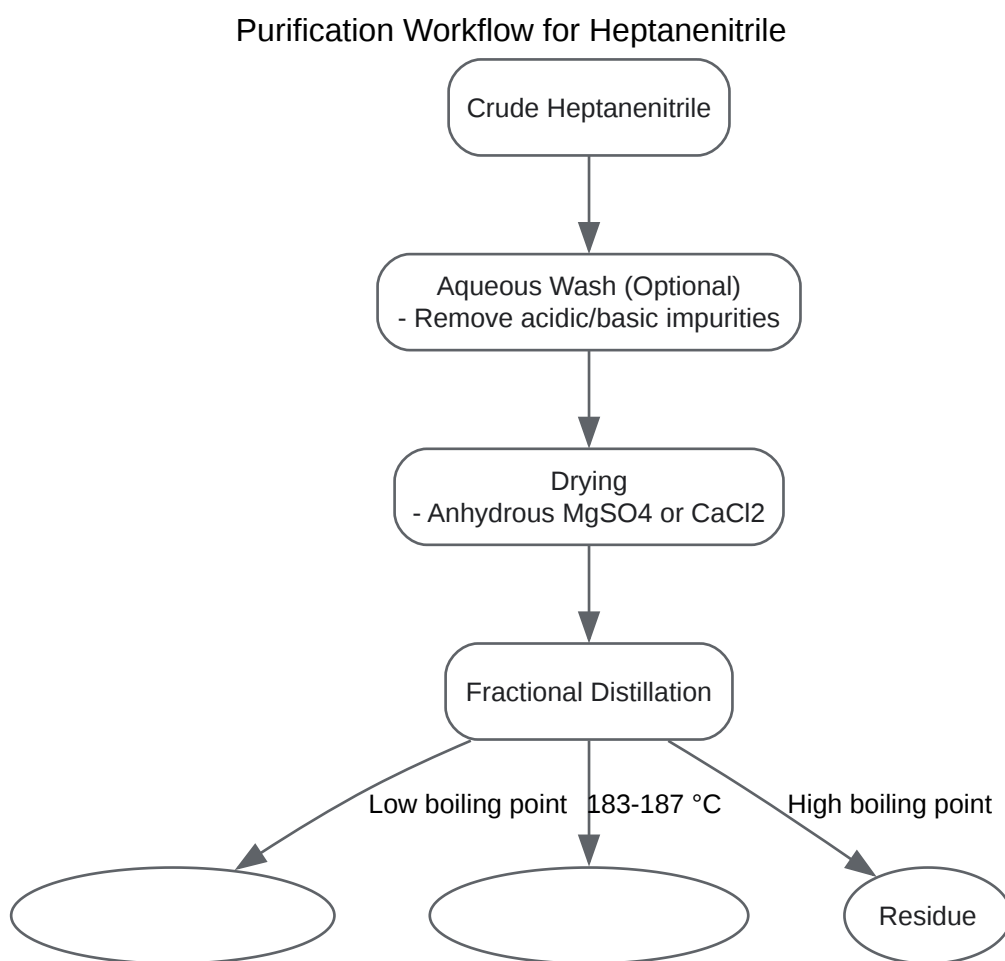 Purification Workflow for Heptanenitrile
Crude Heptanenitrile
Aqueous Wash (Optional)
- Remove acidic/basic impurities
Drying
- Anhydrous MgSO4 or CaCl2
Fractional Distillation
Low boiling point
183-187 °C
High boiling point
Residue